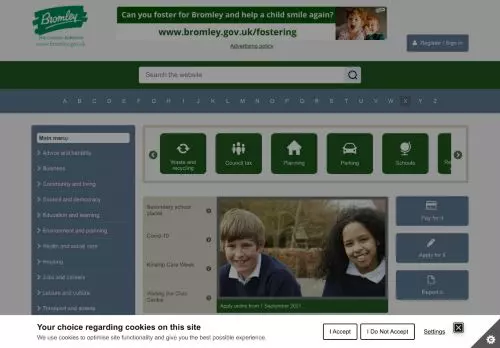 Bromley
THE LONDON BOROUGH
www.bromley.gov.uk
Can you foster for Bromley and help a child smile again?
www.bromley.gov.uk/fostering
Advertising policy
Register / Sign in
Search the website
A B C D E F G H I J K L M N O P Q R S T U V W X Y Z
Main menu
Advice and benefits
Business
Community and living
Council and democracy
Education and learning
Environment and planning
Health and social care
Housing
Jobs and careers
Leisure and culture
Transport and streets
Waste and
recycling
Council tax
Planning
Parking
Schools
Secondary school
places
Covid-19
Kinship Care Week
Visiting the Civic
Centre
Apply online from 1 September 2021
Pay for it
Apply for it
Report it
Your choice regarding cookies on this site
We use cookies to optimise site functionality and give you the best possible experience.
I Accept
I Do Not Accept
Settings